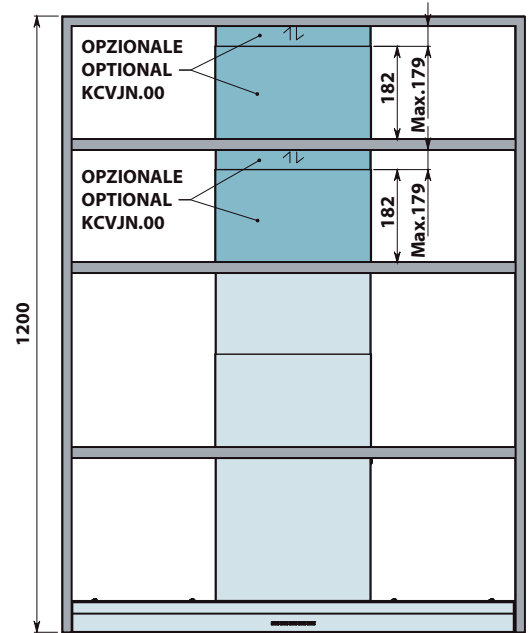 OPZIONALE
OPTIONAL
KCVJN.00
182
Max.179
OPZIONALE
OPTIONAL
KCVJN.00
182
Max.179
1200